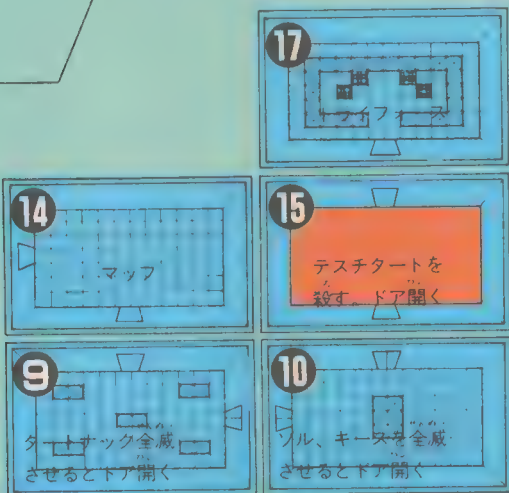 17
トライフォース
14
マップ
15
テスチタートを
殺す。ドア開く
9
タートナック全滅
させるとドア開く
10
ゾル、キースを全滅
させるとドア開く